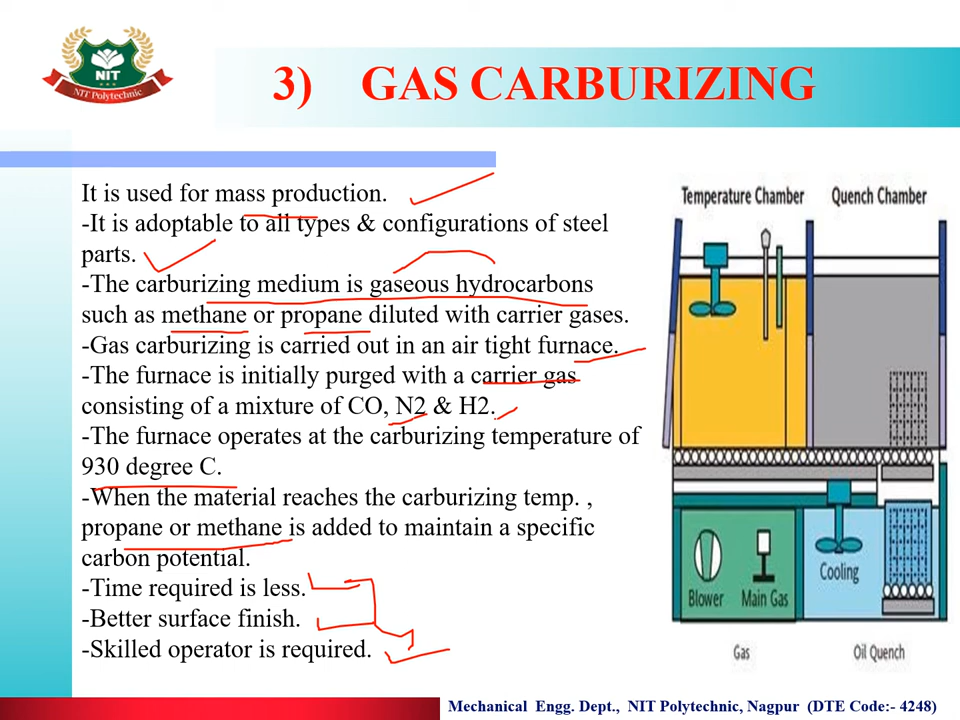 NIT
NIT Polytechnic
3) GAS CARBURIZING
It is used for mass production.
-It is adoptable to all types & configurations of steel
parts.
-The carburizing medium is gaseous hydrocarbons
such as methane or propane diluted with carrier gases.
-Gas carburizing is carried out in an air tight furnace.
-The furnace is initially purged with a carrier gas
consisting of a mixture of CO, N2 & H2.
-The furnace operates at the carburizing temperature of
930 degree C.
-When the material reaches the carburizing temp. ,
propane or methane is added to maintain a specific
carbon potential.
-Time required is less.
-Better surface finish.
-Skilled operator is required.
Temperature Chamber
Quench Chamber
Blower
Main Gas
Cooling
Gas
Oil Quench
Mechanical Engg. Dept., NIT Polytechnic, Nagpur (DTE Code:- 4248)